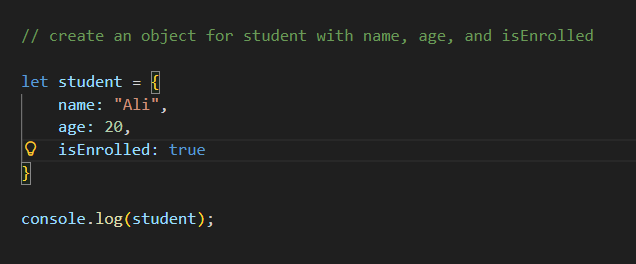 // create an object for student with name, age, and isEnrolled
let student = {
    name: "Ali",
    age: 20,
    isEnrolled: true
}
console.log(student);